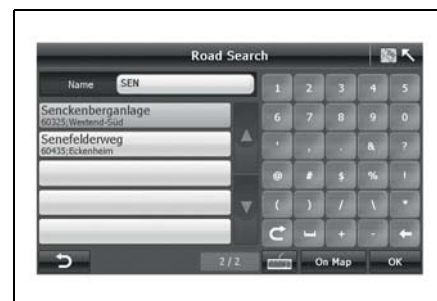 Road Search
Name SEN
Senckenberganlage
60325;Westend-Süd
Senefelderweg
60435;Eckenheim
2 / 2
1 2 3 4 5
6 7 8 9 0
' , . & ?
@ # $ % !
( ) / \ *
+ -
On Map OK